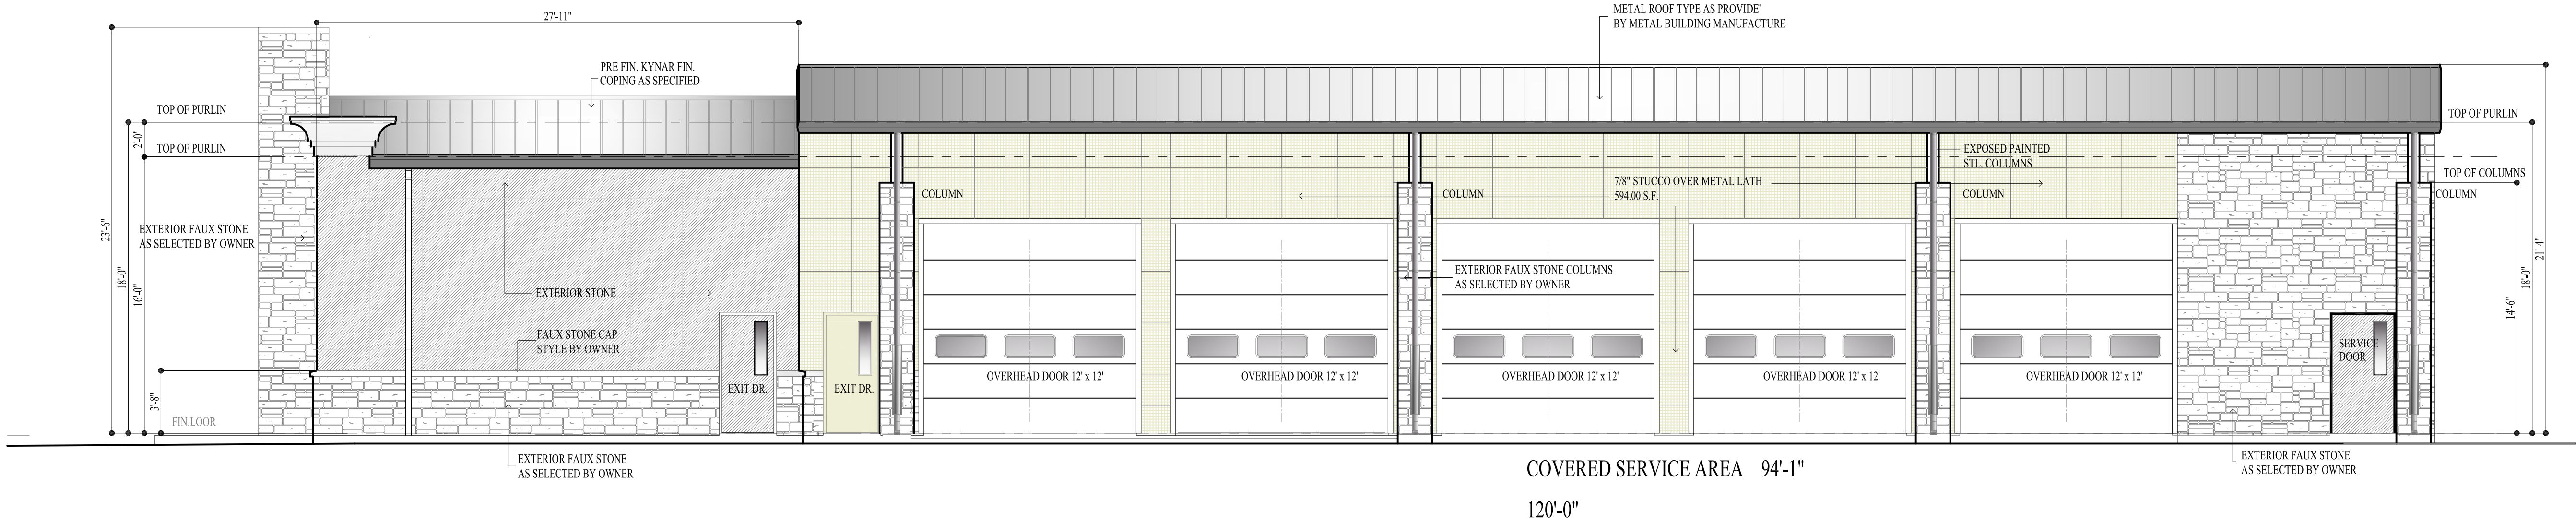 27'-11"
METAL ROOF TYPE AS PROVIDE'
BY METAL BUILDING MANUFACTURE
PRE FIN. KYNAR FIN.
COPING AS SPECIFIED
TOP OF PURLIN
TOP OF PURLIN
2'-0"
23'-6"
18'-0"
16'-0"
3'-8"
EXTERIOR FAUX STONE
AS SELECTED BY OWNER
EXTERIOR STONE
FAUX STONE CAP
STYLE BY OWNER
FIN.LOOR
EXIT DR.
EXIT DR.
EXTERIOR FAUX STONE
AS SELECTED BY OWNER
COLUMN
COLUMN
7/8" STUCCO OVER METAL LATH
594.00 S.F.
EXPOSED PAINTED
STL. COLUMNS
COLUMN
EXTERIOR FAUX STONE COLUMNS
AS SELECTED BY OWNER
OVERHEAD DOOR 12' x 12'
OVERHEAD DOOR 12' x 12'
OVERHEAD DOOR 12' x 12'
OVERHEAD DOOR 12' x 12'
OVERHEAD DOOR 12' x 12'
SERVICE
DOOR
TOP OF PURLIN
TOP OF COLUMNS
COLUMN
14'-6"
18'-0"
21'-4"
EXTERIOR FAUX STONE
AS SELECTED BY OWNER
COVERED SERVICE AREA 94'-1"
120'-0"